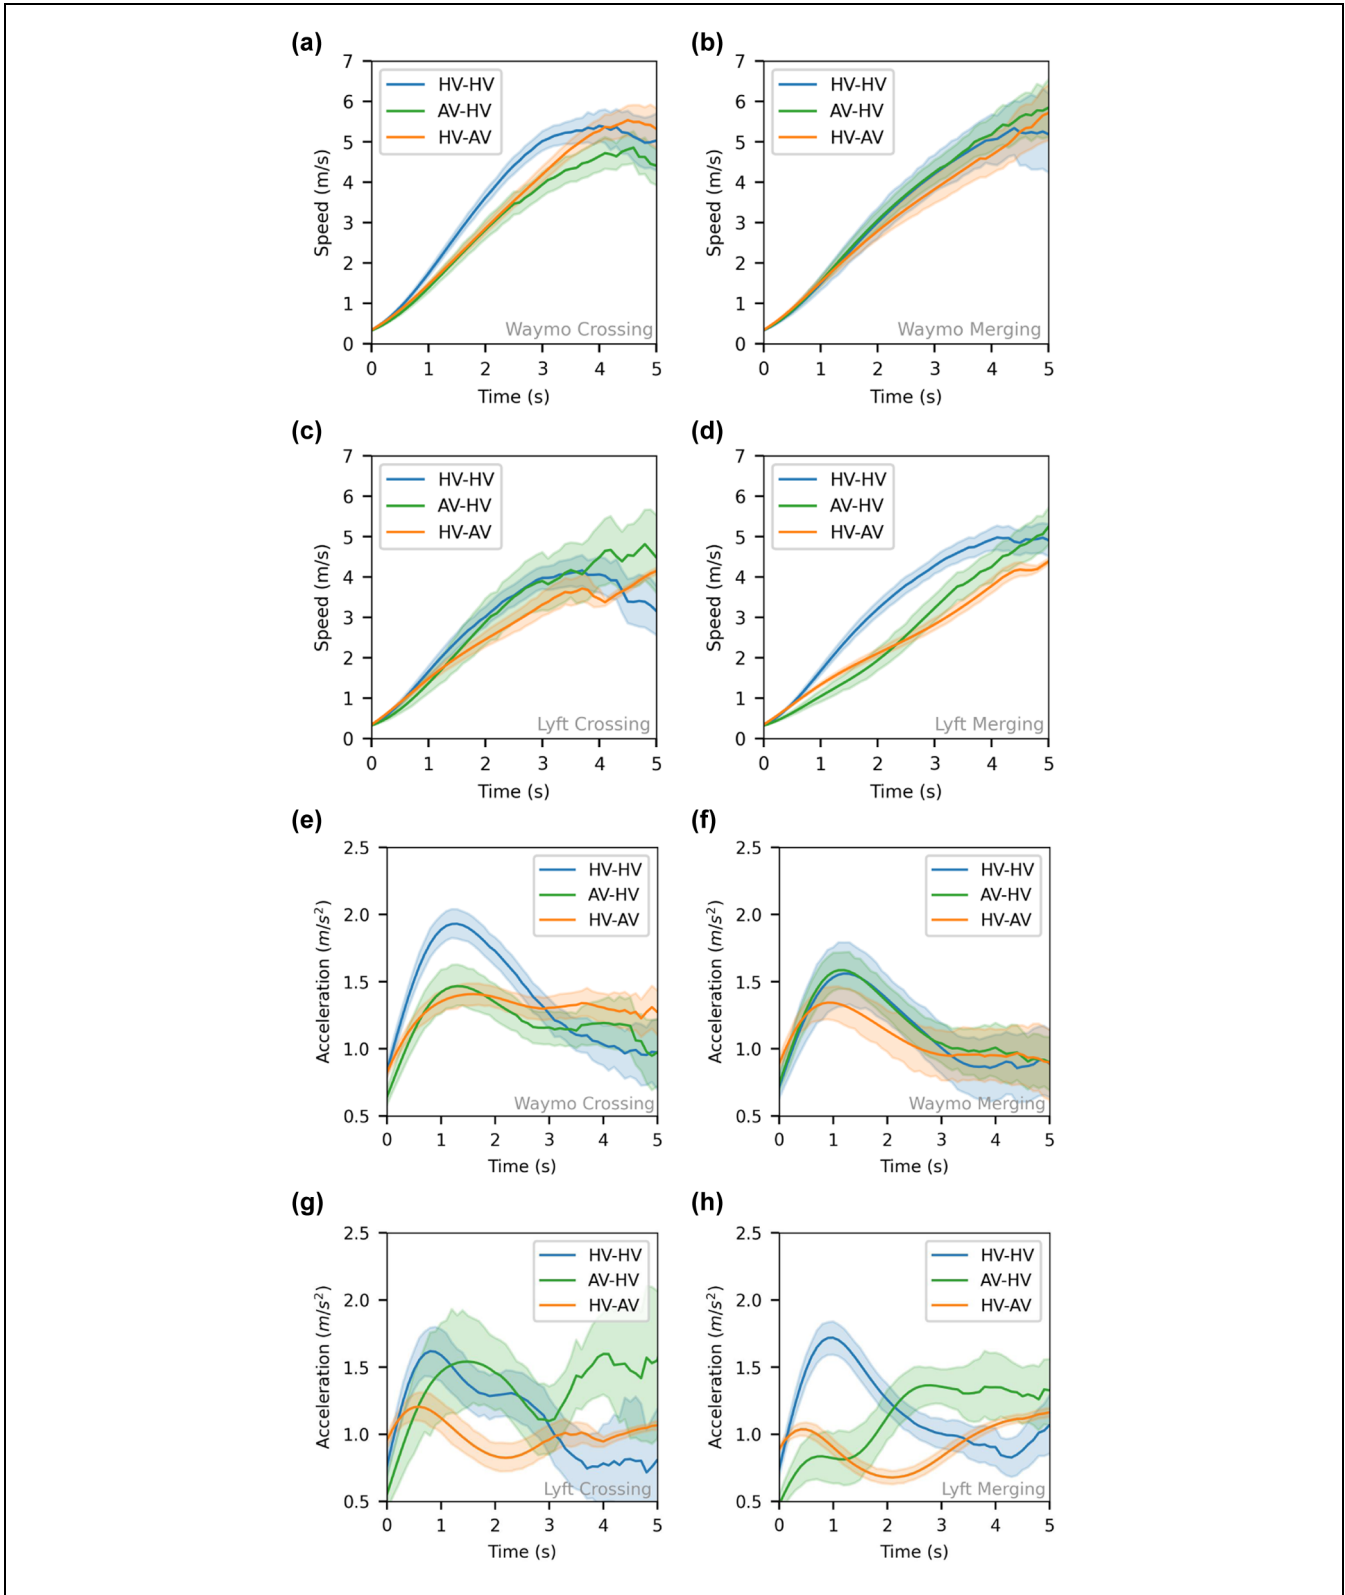 (a)
(b)
7
6
5
4
3
2
1
0
Speed (m/s)
HV-HV
AV-HV
HV-AV
Waymo Crossing
0 1 2 3 4 5
Time (s)
7
6
5
4
3
2
1
0
Speed (m/s)
HV-HV
AV-HV
HV-AV
Waymo Merging
0 1 2 3 4 5
Time (s)
(c)
(d)
7
6
5
4
3
2
1
0
Speed (m/s)
HV-HV
AV-HV
HV-AV
Lyft Crossing
0 1 2 3 4 5
Time (s)
7
6
5
4
3
2
1
0
Speed (m/s)
HV-HV
AV-HV
HV-AV
Lyft Merging
0 1 2 3 4 5
Time (s)
(e)
(f)
2.5
2.0
1.5
1.0
0.5
Acceleration (m/s²)
HV-HV
AV-HV
HV-AV
Waymo Crossing
0 1 2 3 4 5
Time (s)
2.5
2.0
1.5
1.0
0.5
Acceleration (m/s²)
HV-HV
AV-HV
HV-AV
Waymo Merging
0 1 2 3 4 5
Time (s)
(g)
(h)
2.5
2.0
1.5
1.0
0.5
Acceleration (m/s²)
HV-HV
AV-HV
HV-AV
Lyft Crossing
0 1 2 3 4 5
Time (s)
2.5
2.0
1.5
1.0
0.5
Acceleration (m/s²)
HV-HV
AV-HV
HV-AV
Lyft Merging
0 1 2 3 4 5
Time (s)